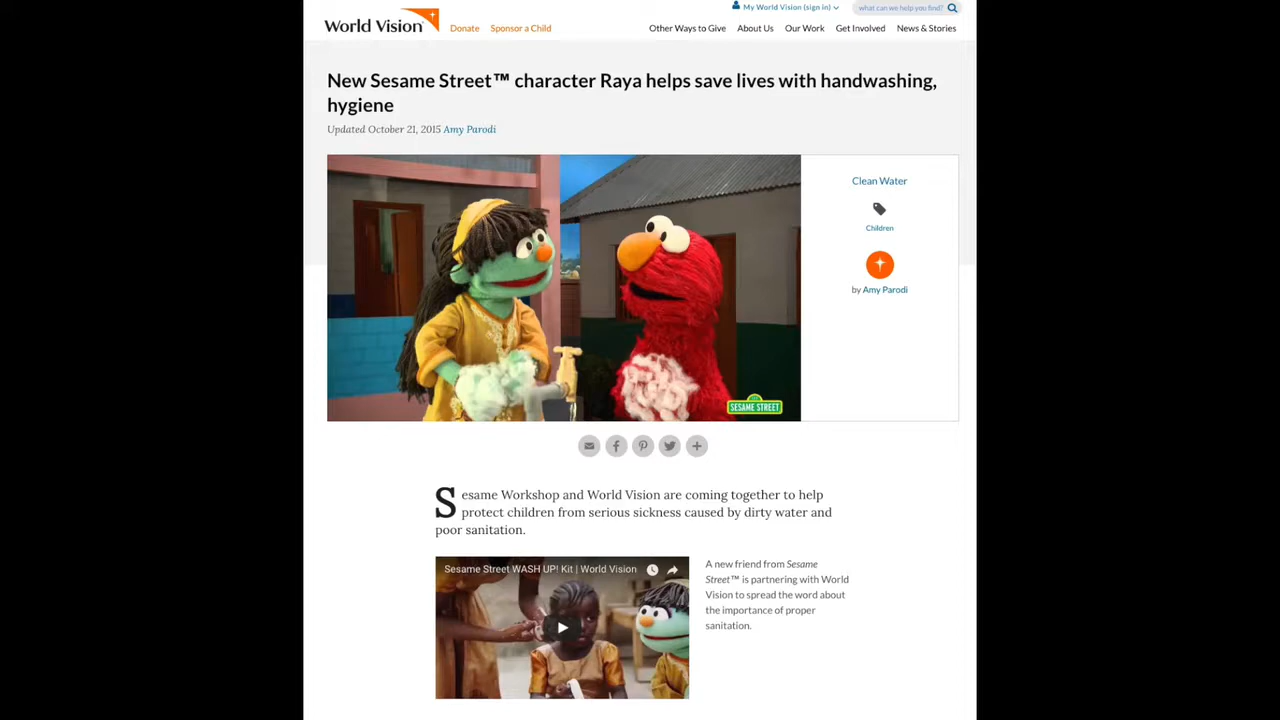 My World Vision (sign in)
what can we help you find?
World Vision
Donate
Sponsor a Child
Other Ways to Give
About Us
Our Work
Get Involved
News & Stories
New Sesame Street™ character Raya helps save lives with handwashing,
hygiene
Updated October 21, 2015 Amy Parodi
SESAME STREET
Clean Water
Children
by Amy Parodi
Sesame Workshop and World Vision are coming together to help
protect children from serious sickness caused by dirty water and
poor sanitation.
Sesame Street WASH UP! Kit | World Vision
A new friend from Sesame
Street™ is partnering with World
Vision to spread the word about
the importance of proper
sanitation.